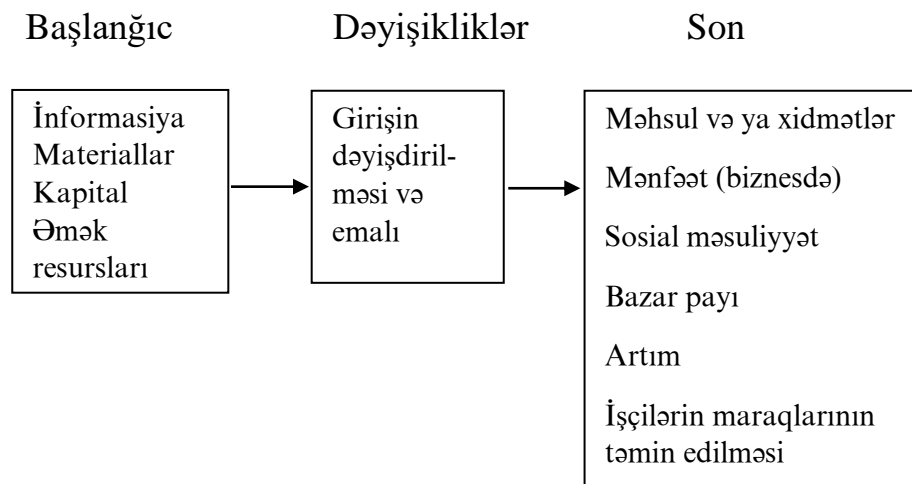 Başlanğıc
Dəyişikliklər
Son
İnformasiya
Materiallar
Kapital
Əmək
resursları
Girişin
dəyişdiril-
məsi və
emalı
Məhsul və ya xidmətlər
Mənfəət (biznesdə)
Sosial məsuliyyət
Bazar payı
Artım
İşçilərin maraqlarının
təmin edilməsi